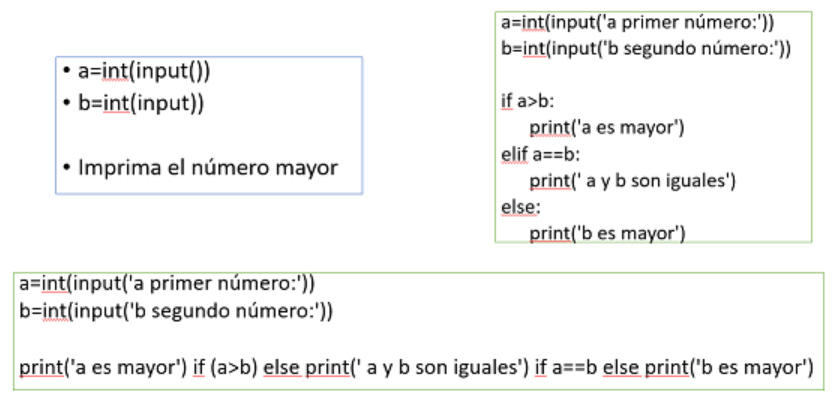 • a=int(input())
• b=int(input))
• Imprima el número mayor
a=int(input('a primer número:'))
b=int(input('b segundo número:'))
if a>b:
print('a es mayor')
elif a==b:
print(' a y b son iguales')
else:
print('b es mayor')
a=int(input('a primer número:'))
b=int(input('b segundo número:'))
print('a es mayor') if (a>b) else print(' a y b son iguales') if a==b else print('b es mayor')